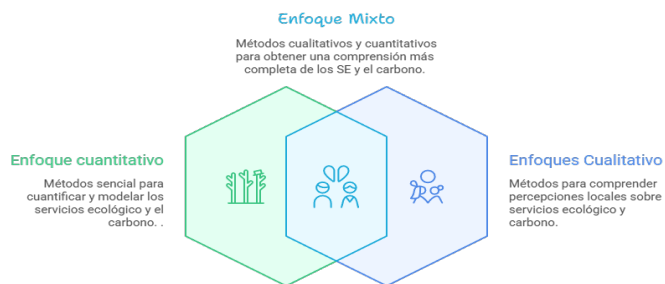 Enfoque Mixto
Métodos cualitativos y cuantitativos
para obtener una comprensión más
completa de los SE y el carbono.
Enfoque cuantitativo
Métodos sencial para
cuantificar y modelar los
servicios ecológico y el
carbono. .
Enfoques Cualitativo
Métodos para comprender
percepciones locales sobre
servicios ecológico y
carbono.